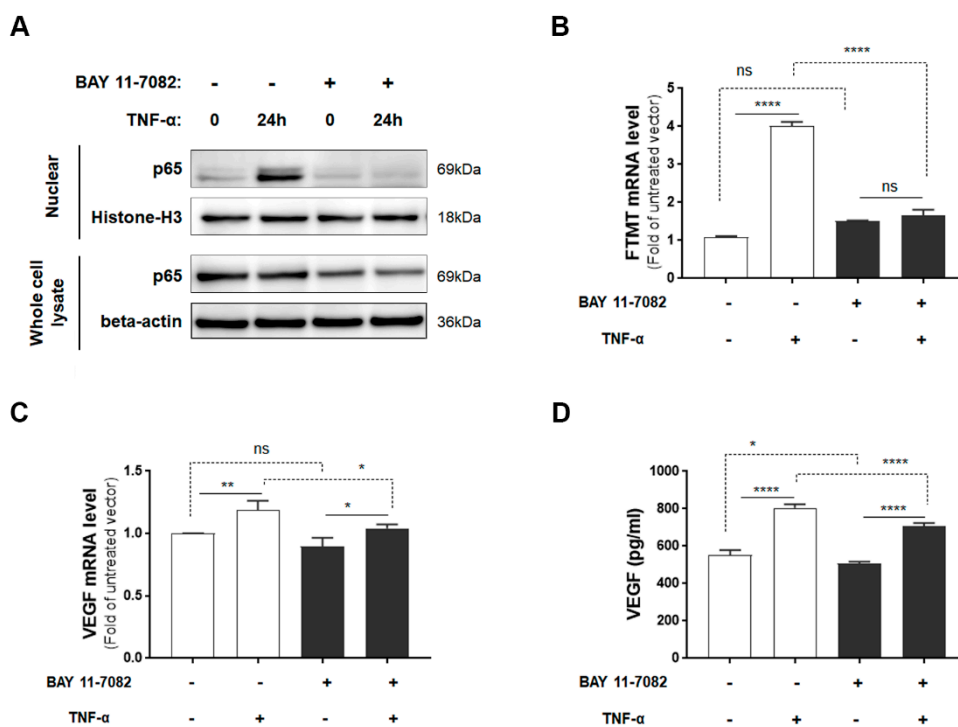 A
BAY 11-7082: - - + +
TNF-α: 0 24h 0 24h
Nuclear
p65 69kDa
Histone-H3 18kDa
Whole cell
lysate
p65 69kDa
beta-actin 36kDa
B
FTMT mRNA level
(Fold of untreated vector)
5
4
3
2
1
0
ns
****
****
ns
BAY 11-7082 - - + +
TNF-α - + - +
C
VEGF mRNA level
(Fold of untreated vector)
1.5
1.0
0.5
0.0
ns
*
**
*
BAY 11-7082 - - + +
TNF-α - + - +
D
VEGF (pg/ml)
1000
800
600
400
200
0
*
****
****
****
BAY 11-7082 - - + +
TNF-α - + - +